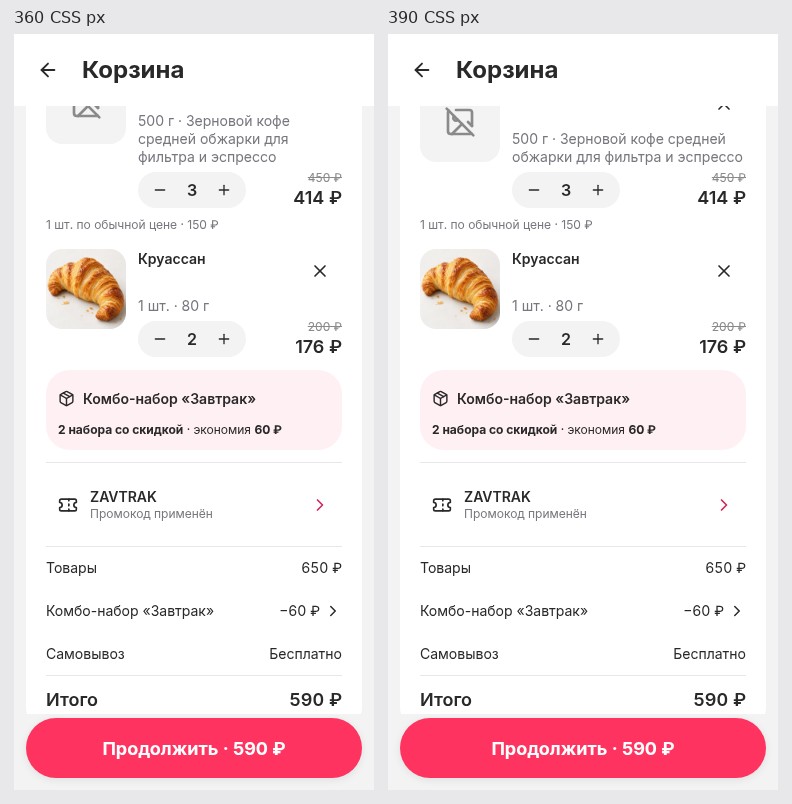 360 CSS px
Корзина
500 г · Зерновой кофе
средней обжарки для
фильтра и эспрессо
3
450 ₽
414 ₽
1 шт. по обычной цене · 150 ₽
Круассан
1 шт. · 80 г
2
200 ₽
176 ₽
Комбо-набор «Завтрак»
2 набора со скидкой · экономия 60 ₽
ZAVTRAK
Промокод применён
Товары 650 ₽
Комбо-набор «Завтрак» −60 ₽
Самовывоз Бесплатно
Итого 590 ₽
Продолжить · 590 ₽
390 CSS px
Корзина
500 г · Зерновой кофе средней
обжарки для фильтра и эспрессо
3
450 ₽
414 ₽
1 шт. по обычной цене · 150 ₽
Круассан
1 шт. · 80 г
2
200 ₽
176 ₽
Комбо-набор «Завтрак»
2 набора со скидкой · экономия 60 ₽
ZAVTRAK
Промокод применён
Товары 650 ₽
Комбо-набор «Завтрак» −60 ₽
Самовывоз Бесплатно
Итого 590 ₽
Продолжить · 590 ₽